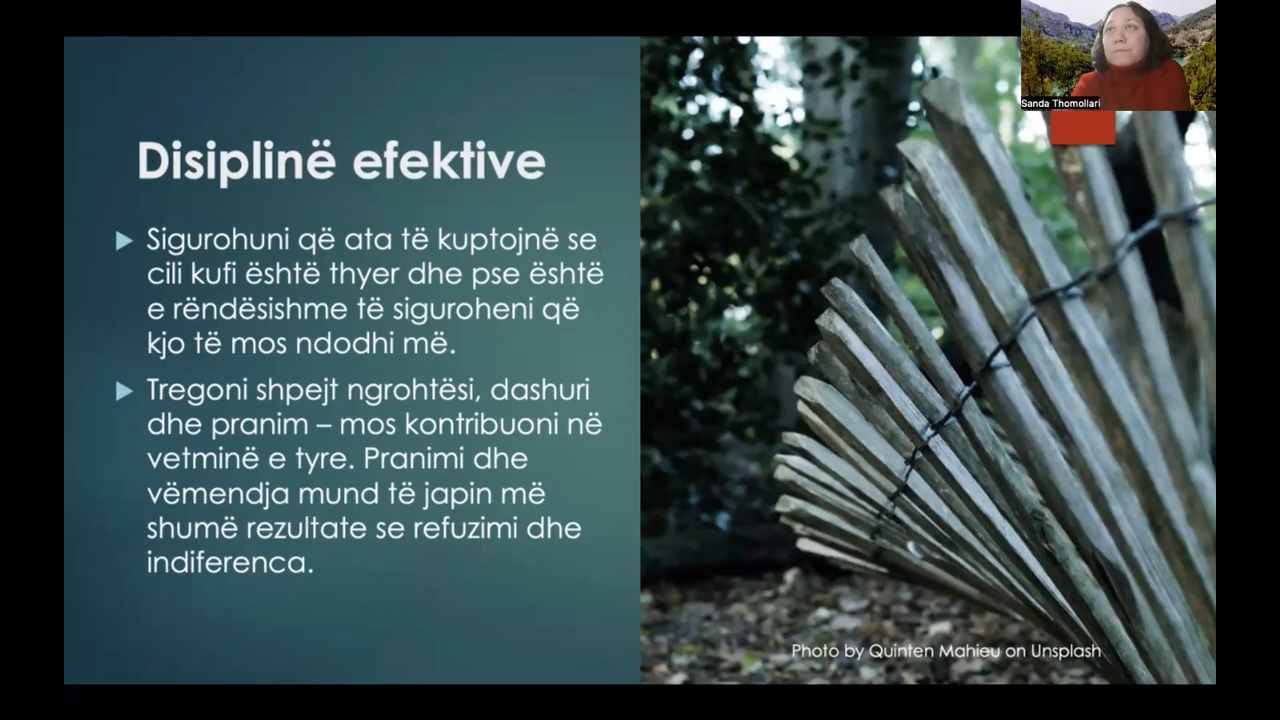 Sanda Thomollari
Disiplinë efektive
Sigurohuni që ata të kuptojnë se
cili kufi është thyer dhe pse është
e rëndësishme të siguroheni që
kjo të mos ndodhi më.
Tregoni shpejt ngrohtësi, dashuri
dhe pranim – mos kontribuoni në
vetminë e tyre. Pranimi dhe
vëmendja mund të japin më
shumë rezultate se refuzimi dhe
indiferenca.
Photo by Quinten Mahieu on Unsplash